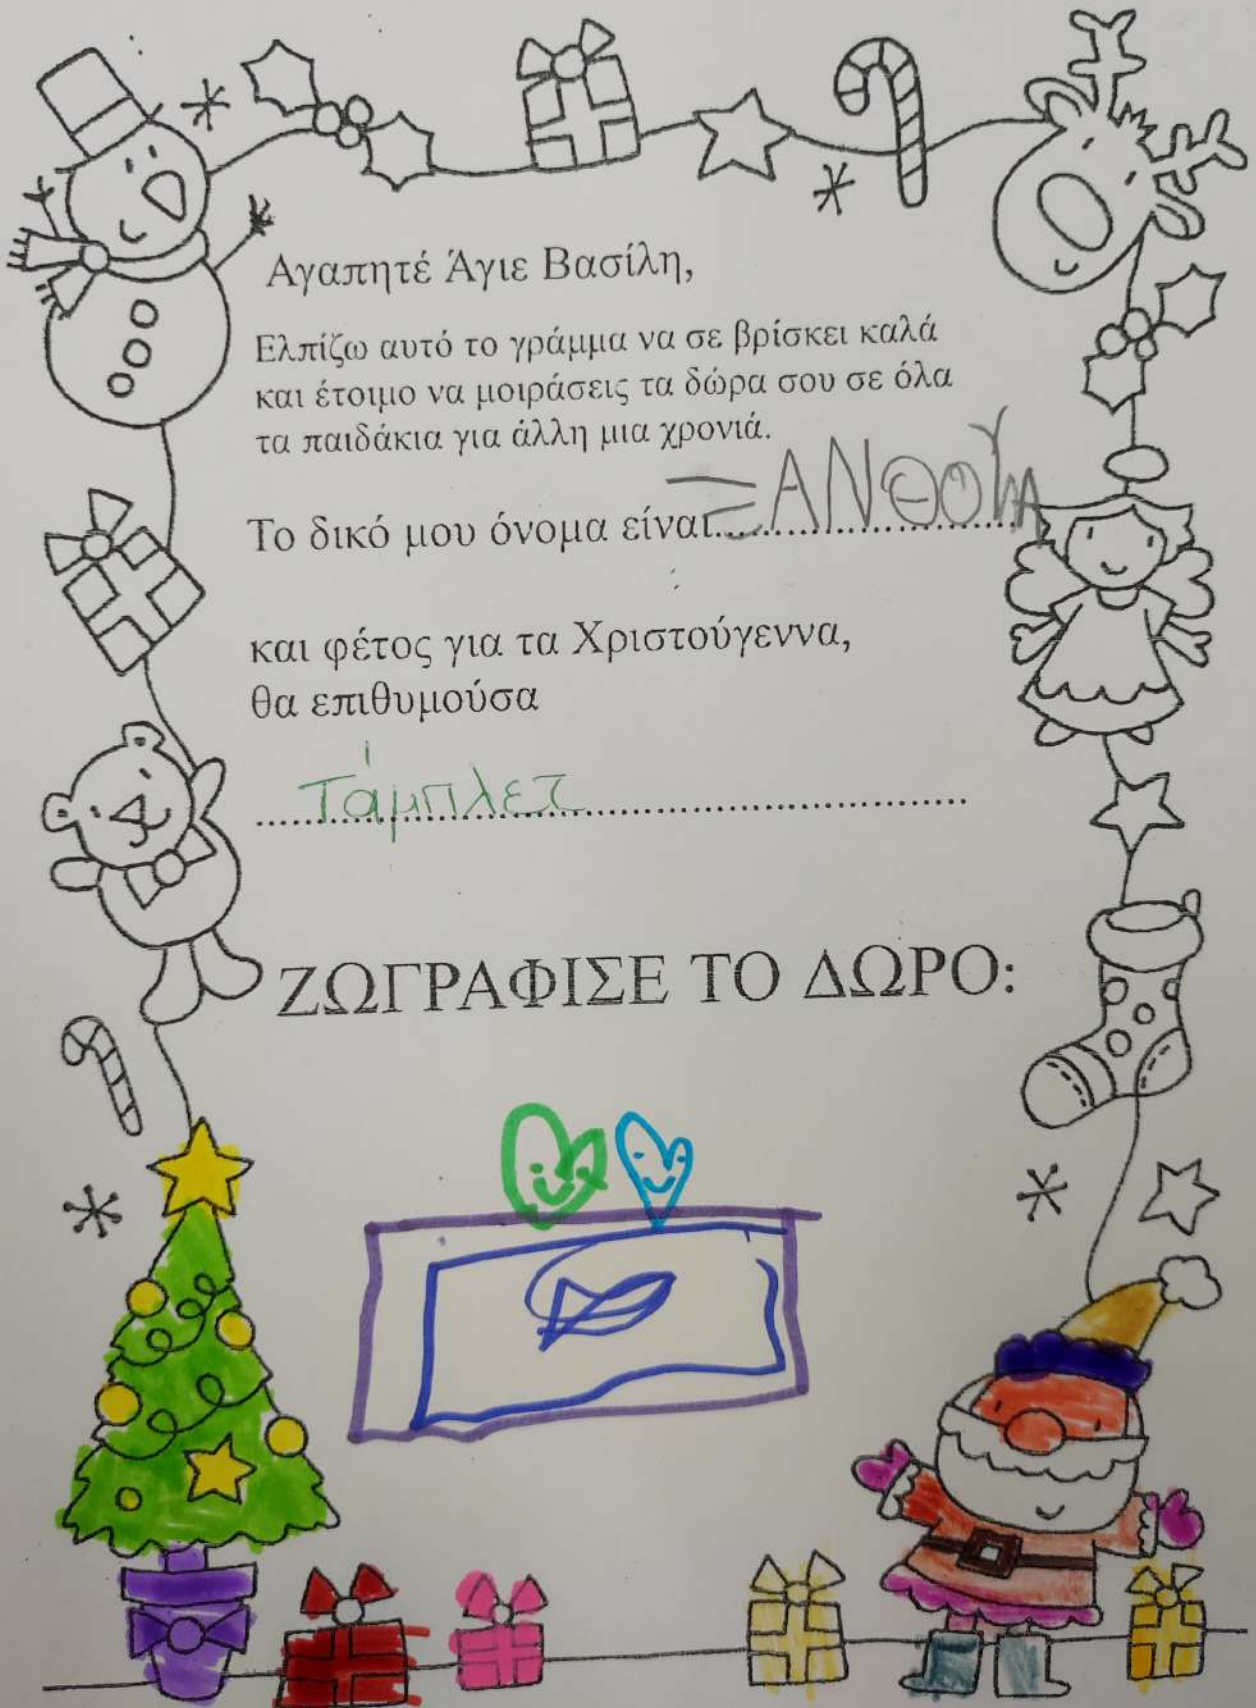 Αγαπητέ Άγιε Βασίλη,
Ελπίζω αυτό το γράμμα να σε βρίσκει καλά
και έτοιμο να μοιράσεις τα δώρα σου σε όλα
τα παιδάκια για άλλη μια χρονιά.
Το δικό μου όνομα είναι.......ΞΑΝΘΟΥΛΑ
και φέτος για τα Χριστούγεννα,
θα επιθυμούσα
Τάμπλετ
ΖΩΓΡΑΦΙΣΕ ΤΟ ΔΩΡΟ: